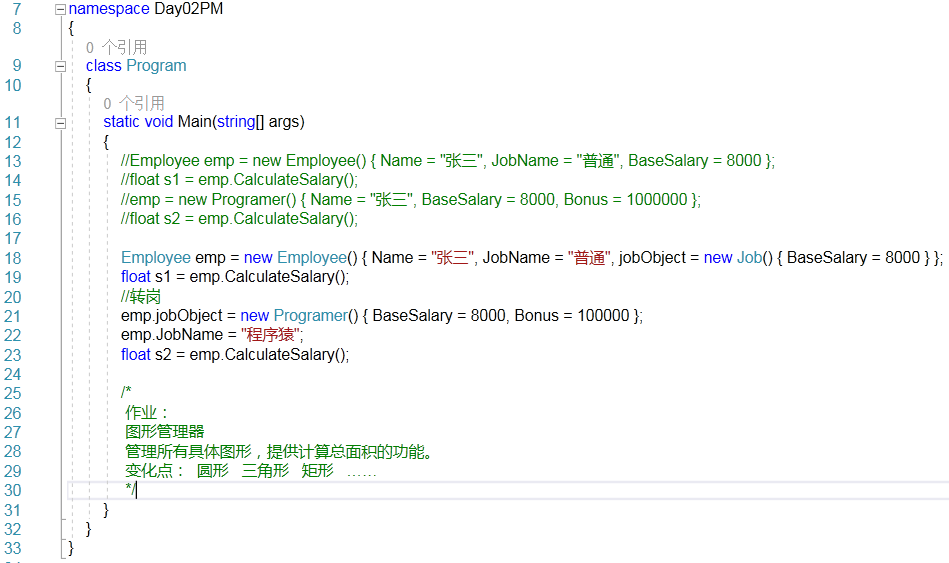 7 namespace Day02PM
8 {
0 个引用
9 class Program
10 {
0 个引用
11 static void Main(string[] args)
12 {
13 //Employee emp = new Employee() { Name = "张三", JobName = "普通", BaseSalary = 8000 };
14 //float s1 = emp.CalculateSalary();
15 //emp = new Programer() { Name = "张三", BaseSalary = 8000, Bonus = 1000000 };
16 //float s2 = emp.CalculateSalary();
17
18 Employee emp = new Employee() { Name = "张三", JobName = "普通", jobObject = new Job() { BaseSalary = 8000 } };
19 float s1 = emp.CalculateSalary();
20 //转岗
21 emp.jobObject = new Programer() { BaseSalary = 8000, Bonus = 100000 };
22 emp.JobName = "程序猿";
23 float s2 = emp.CalculateSalary();
24
25 /*
26 作业：
27 图形管理器
28 管理所有具体图形，提供计算总面积的功能。
29 变化点： 圆形 三角形 矩形 ……
30 */
31 }
32 }
33 }